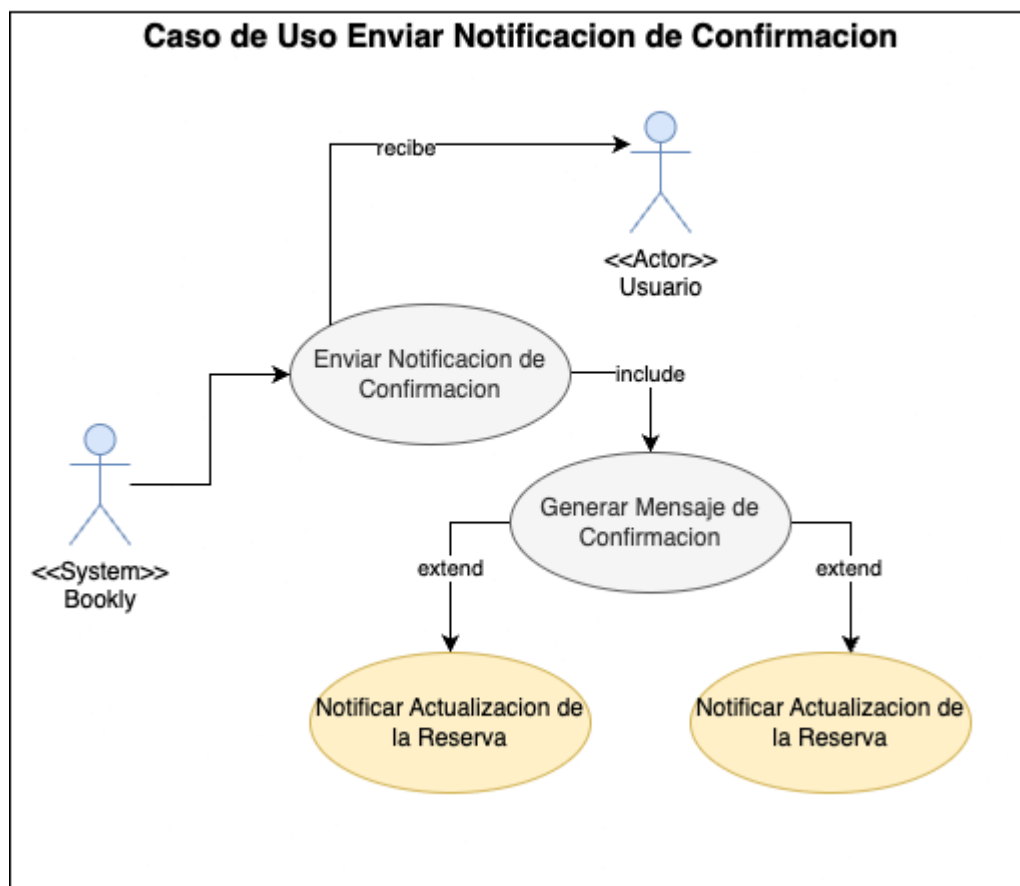 Caso de Uso Enviar Notificacion de Confirmacion
recibe
<<Actor>>
Usuario
Enviar Notificacion de
Confirmacion
include
<<System>>
Bookly
Generar Mensaje de
Confirmacion
extend
extend
Notificar Actualizacion de
la Reserva
Notificar Actualizacion de
la Reserva